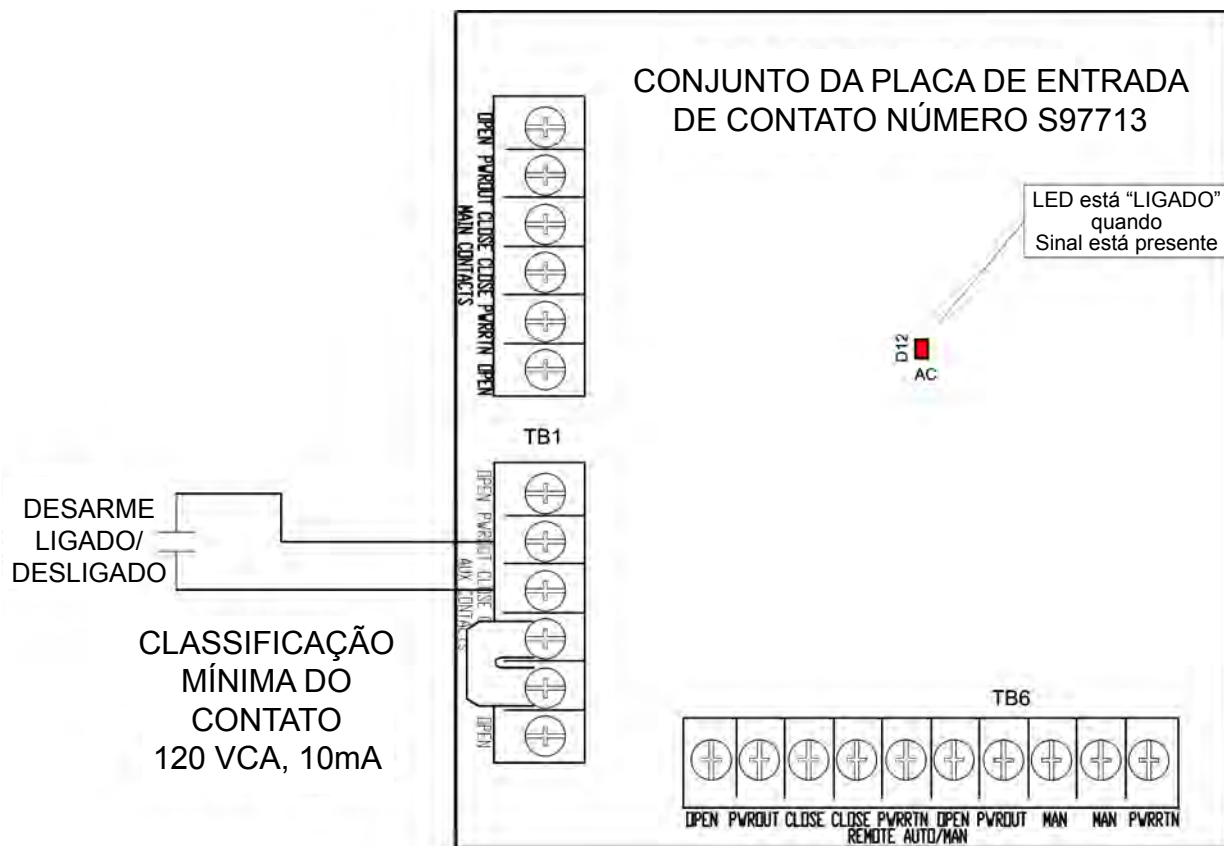 CONJUNTO DA PLACA DE ENTRADA
DE CONTATO NÚMERO S97713
LED está “LIGADO”
quando
Sinal está presente
D12
AC
OPEN PWROUT CLOSE CLOSE PWRRTN OPEN
MAIN CONTACTS
TB1
OPEN PWROUT CLOSE
OPEN
AUX CONTACTS
DESARME
LIGADO/
DESLIGADO
CLASSIFICAÇÃO
MÍNIMA DO
CONTATO
120 VCA, 10mA
TB6
OPEN PWROUT CLOSE CLOSE PWRRTN OPEN PWROUT MAN MAN PWRRTN
REMOTE AUTO/MAN